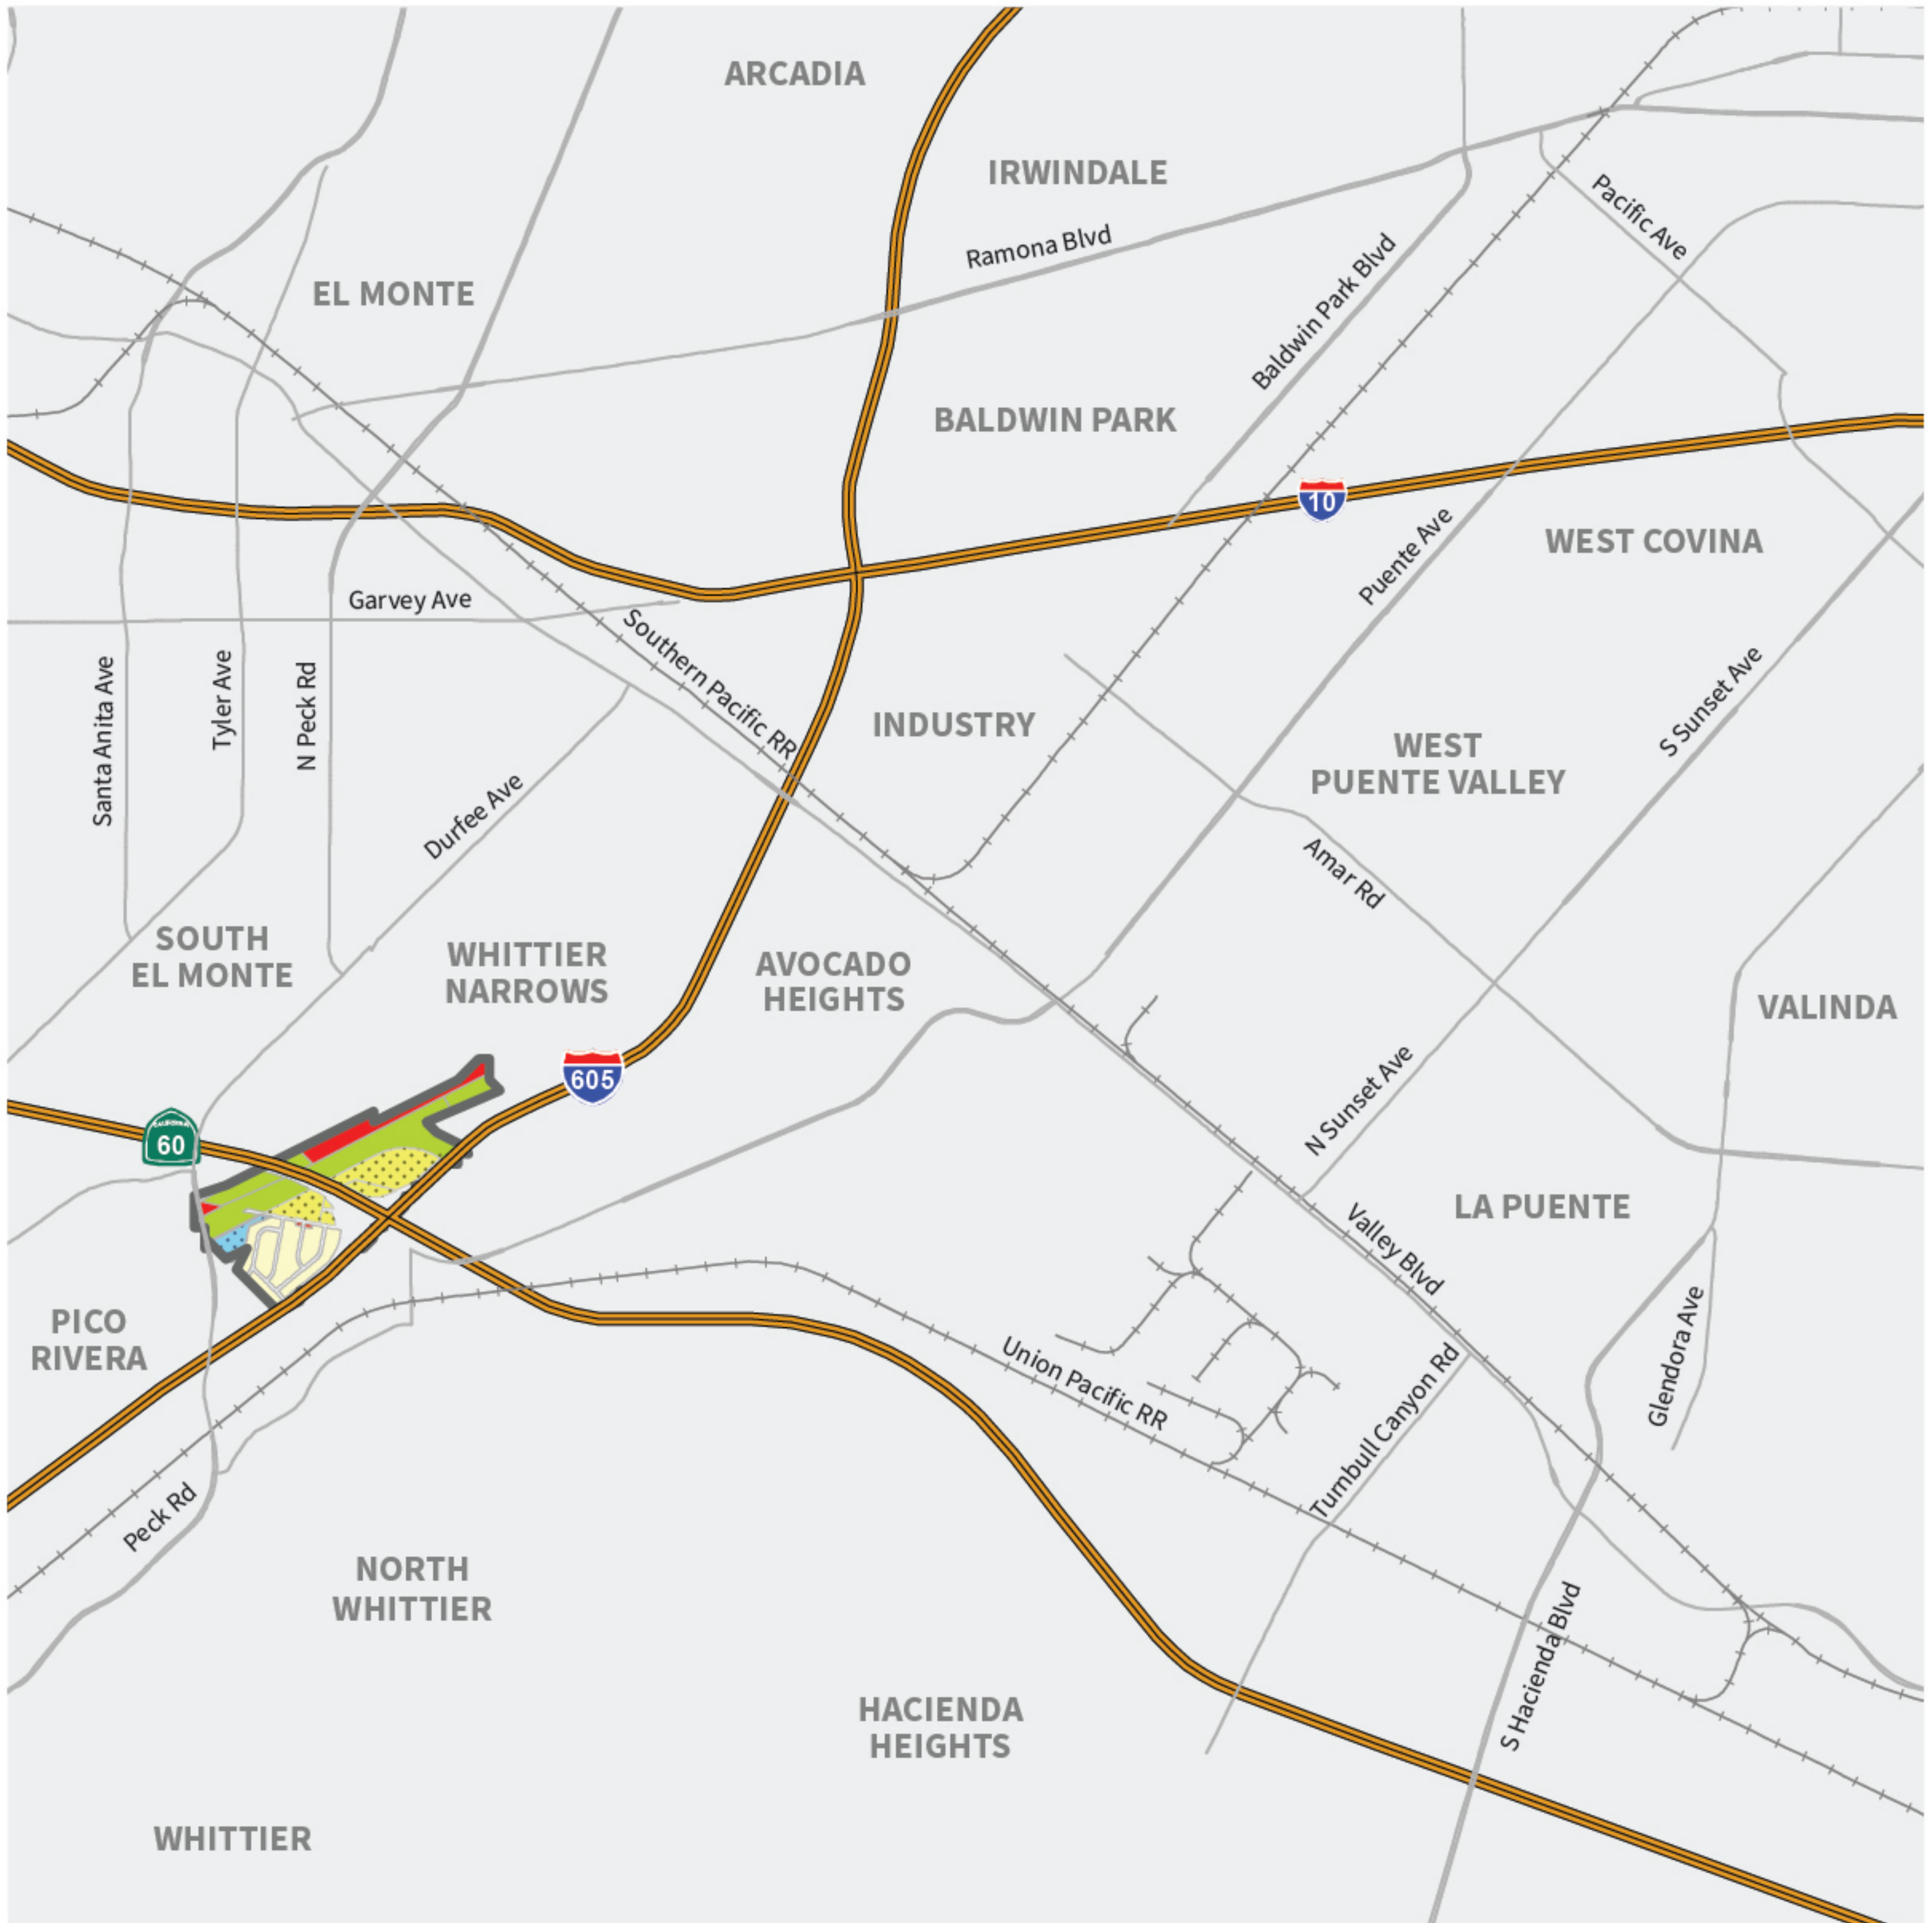 ARCADIA
IRWINDALE
Pacific Ave
Ramona Blvd
EL MONTE
Baldwin Park Blvd
BALDWIN PARK
10
WEST COVINA
Puente Ave
Garvey Ave
Southern Pacific RR
Santa Anita Ave
Tyler Ave
N Peck Rd
INDUSTRY
S Sunset Ave
WEST
PUENTE VALLEY
Durfee Ave
Amar Rd
SOUTH
EL MONTE
WHITTIER
NARROWS
AVOCADO
HEIGHTS
VALINDA
605
N Sunset Ave
CALIFORNIA
60
LA PUENTE
Valley Blvd
PICO
RIVERA
Union Pacific RR
Turnbull Canyon Rd
Glendora Ave
Peck Rd
NORTH
WHITTIER
S Hacienda Blvd
HACIENDA
HEIGHTS
WHITTIER